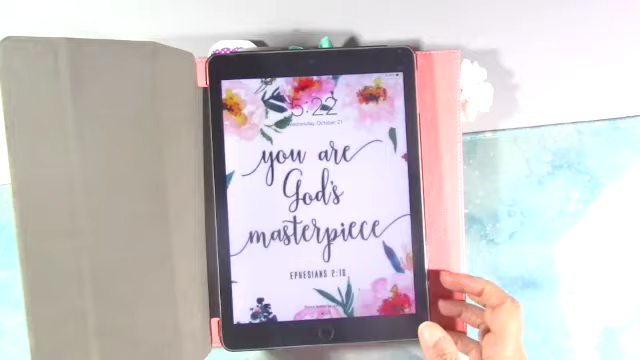 5:22
Wednesday, October 21
you are
God's
masterpiece
EPHESIANS 2:10